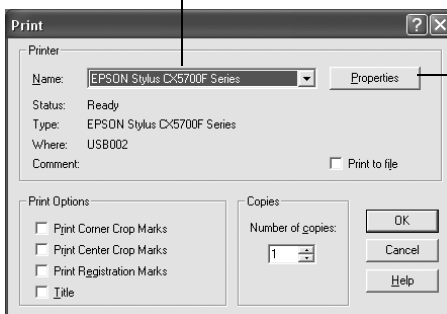 Print
Printer
Name: EPSON Stylus CX5700F Series Properties
Status: Ready
Type: EPSON Stylus CX5700F Series
Where: USB002
Comment: Print to file
Print Options
Print Corner Crop Marks
Print Center Crop Marks
Print Registration Marks
Title
Copies
Number of copies:
1
OK
Cancel
Help